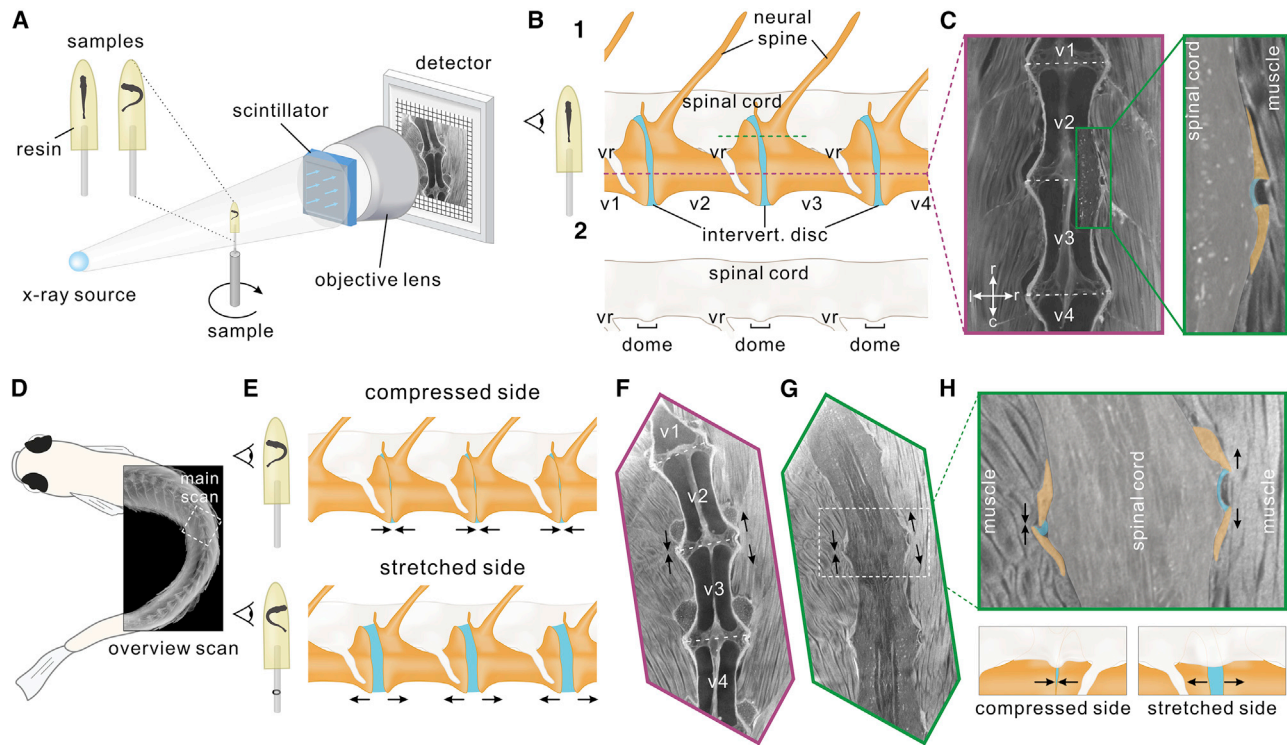 A
samples
resin
scintillator
detector
objective lens
x-ray source
sample
B
1
neural
spine
spinal cord
vr
vr
vr
v1
v2
v3
v4
intervert. disc
2
spinal cord
vr
vr
vr
dome
dome
dome
C
v1
v2
v3
v4
r
l
r
c
spinal cord
muscle
D
main
scan
overview scan
E
compressed side
stretched side
F
v1
v2
v3
v4
G
H
muscle
spinal cord
muscle
compressed side
stretched side